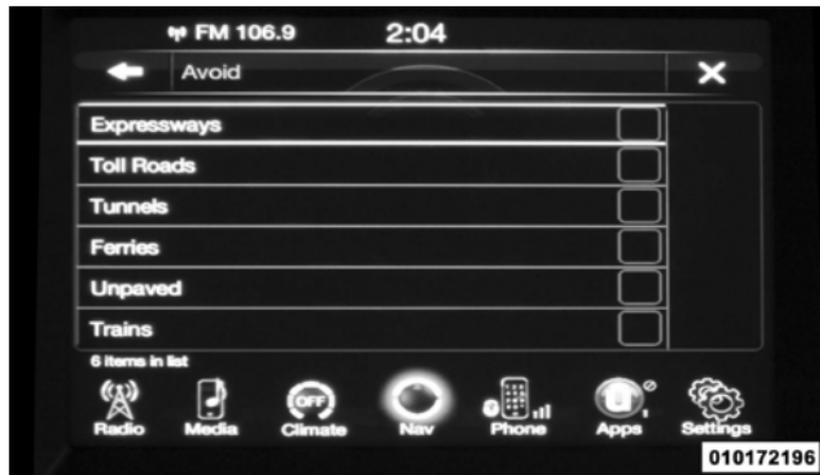 FM 106.9 2:04
Avoid
Expressways
Toll Roads
Tunnels
Ferries
Unpaved
Trains
6 items in list
OFF
Radio Media Climate Nav Phone Apps Settings
010172196